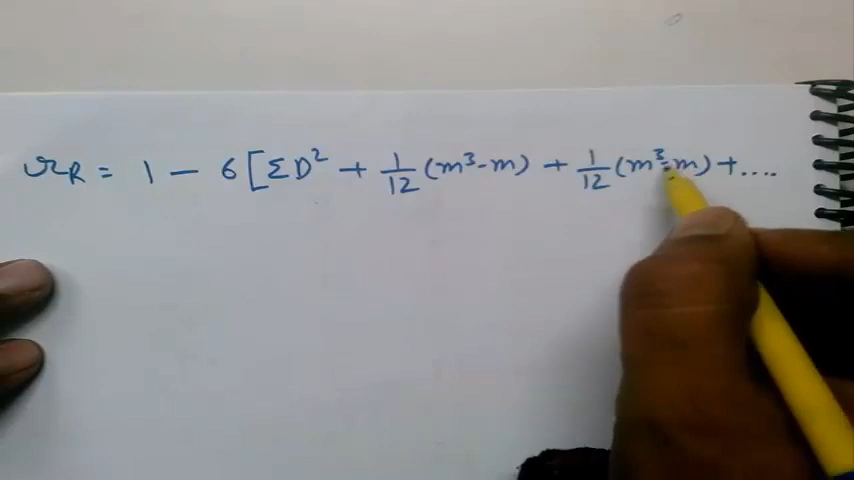 r_R = 1 - 6 [ΣD² + 1/12 (m³-m) + 1/12 (m³-m) + ....